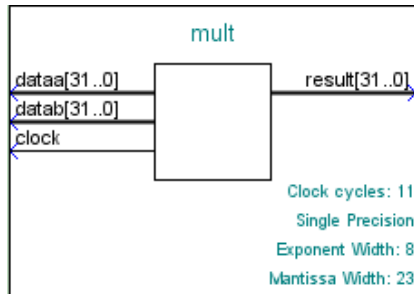 mult
dataa[31..0]
result[31..0]
datab[31..0]
clock
Clock cycles: 11
Single Precision
Exponent Width: 8
Mantissa Width: 23